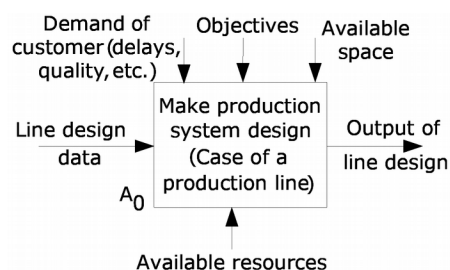 Demand of
customer (delays,
quality, etc.)
Objectives
Available
space
Line design
data
Make production
system design
(Case of a
production line)
A0
Output of
line design
Available resources